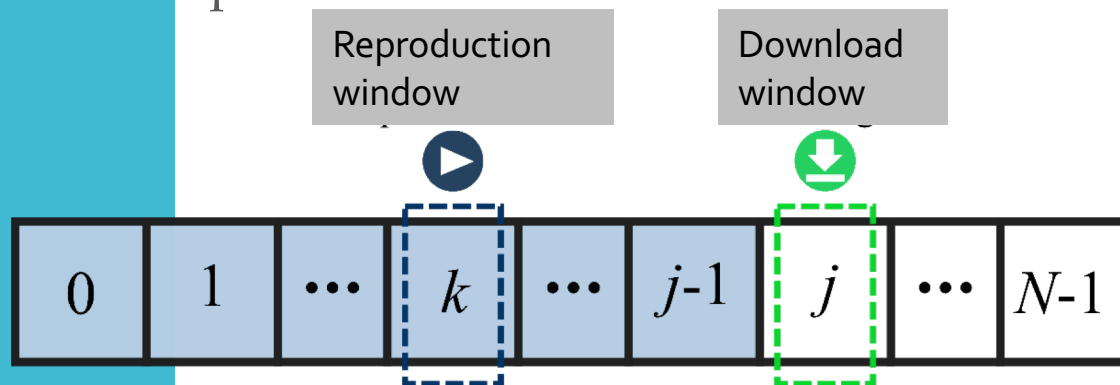 Reproduction
window
Download
window
0 1 ••• k ••• j-1 j ••• N-1